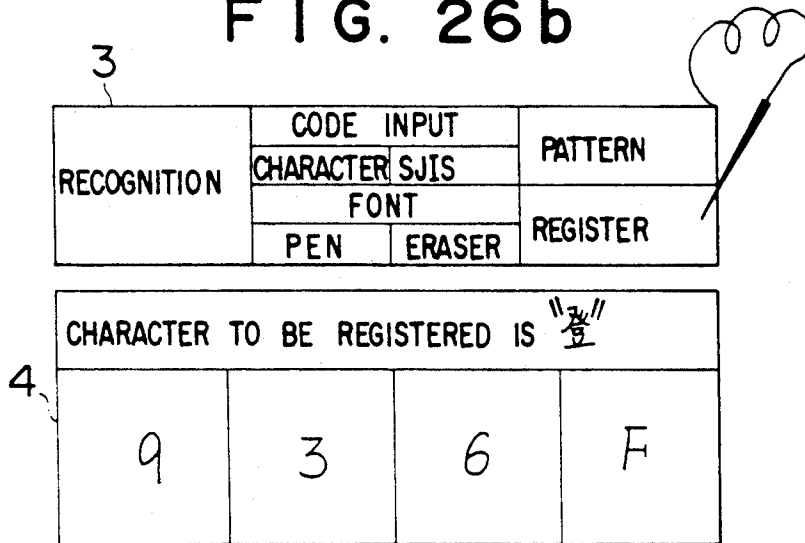 FIG. 26b
3
RECOGNITION
CODE INPUT
CHARACTER SJIS
FONT
PEN ERASER
PATTERN
REGISTER
4
CHARACTER TO BE REGISTERED IS "登"
9 3 6 F